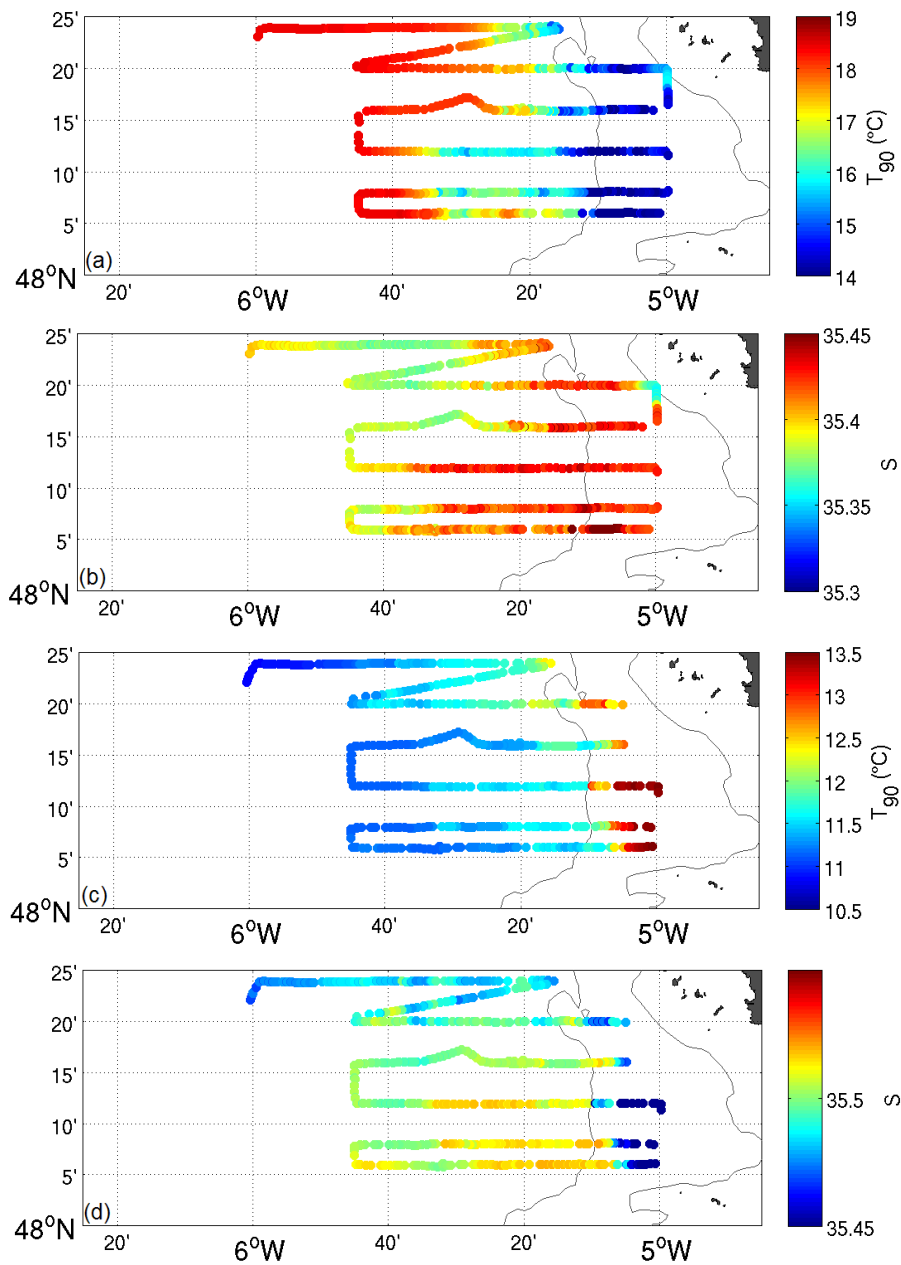 25'
20'
15'
10'
5'
48°N
(a)
20'
6°W
40'
20'
5°W
19
18
17
16
15
14
T90 (°C)
25'
20'
15'
10'
5'
48°N
(b)
20'
6°W
40'
20'
5°W
35.45
35.4
35.35
35.3
S
25'
20'
15'
10'
5'
48°N
(c)
20'
6°W
40'
20'
5°W
13.5
13
12.5
12
11.5
11
10.5
T90 (°C)
25'
20'
15'
10'
5'
48°N
(d)
20'
6°W
40'
20'
5°W
35.5
35.45
S